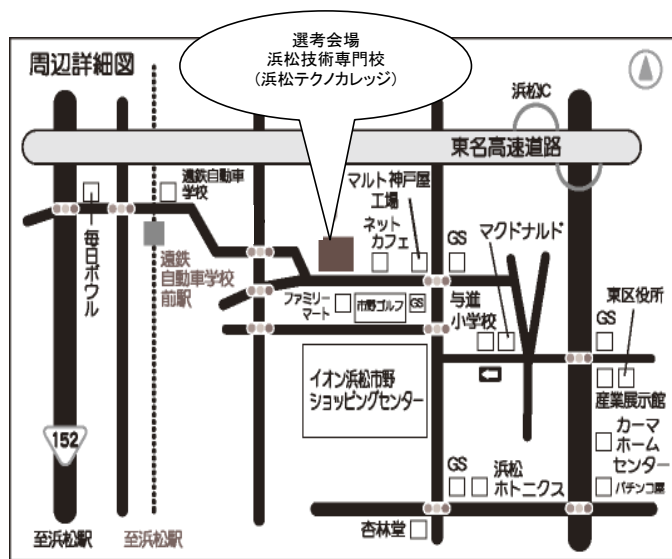 選考会場
浜松技術専門校
（浜松テクノカレッジ）
周辺詳細図
浜松IC
東名高速道路
遠鉄自動車
学校
マルト神戸屋
工場
ネット
カフェ
GS
マクドナルド
毎日ボウル
遠鉄
自動車学校
前駅
ファミリー
マート
市野ゴルフ
GS
与進
小学校
東区役所
GS
イオン浜松市野
ショッピングセンター
産業展示館
カーマ
ホーム
センター
152
GS
浜松
ホトニクス
パチンコ屋
至浜松駅
至浜松駅
杏林堂